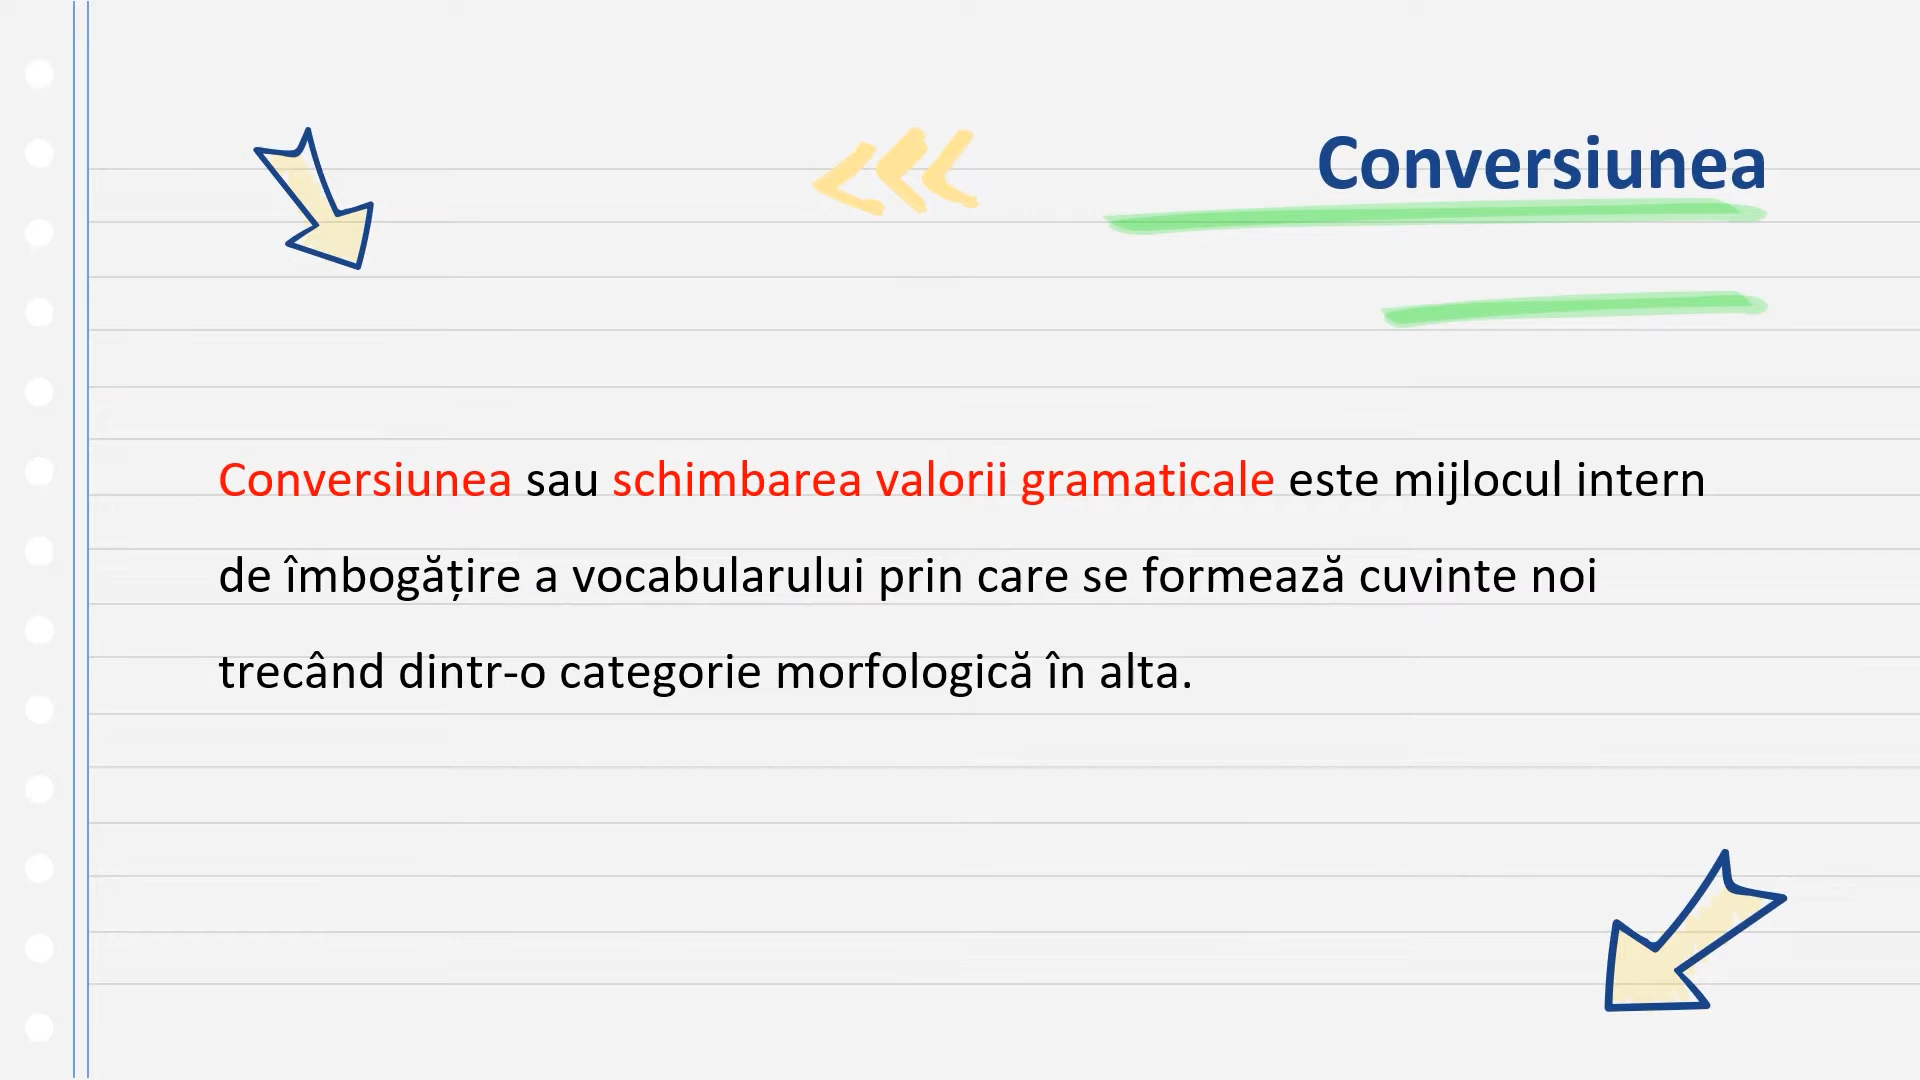 Conversiunea
Conversiunea sau schimbarea valorii gramaticale este mijlocul intern
de îmbogățire a vocabularului prin care se formează cuvinte noi
trecând dintr-o categorie morfologică în alta.